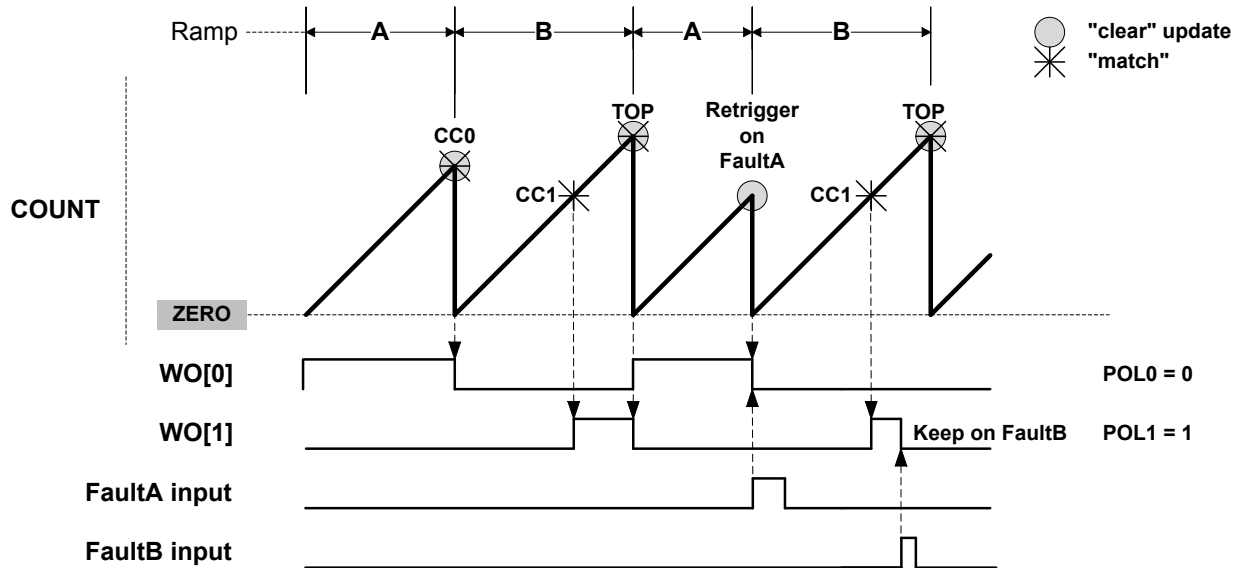 Ramp A B A B
"clear" update
"match"
CC0
TOP
Retrigger
on
FaultA
TOP
CC1
CC1
COUNT
ZERO
WO[0]
POL0 = 0
WO[1]
Keep on FaultB
POL1 = 1
FaultA input
FaultB input